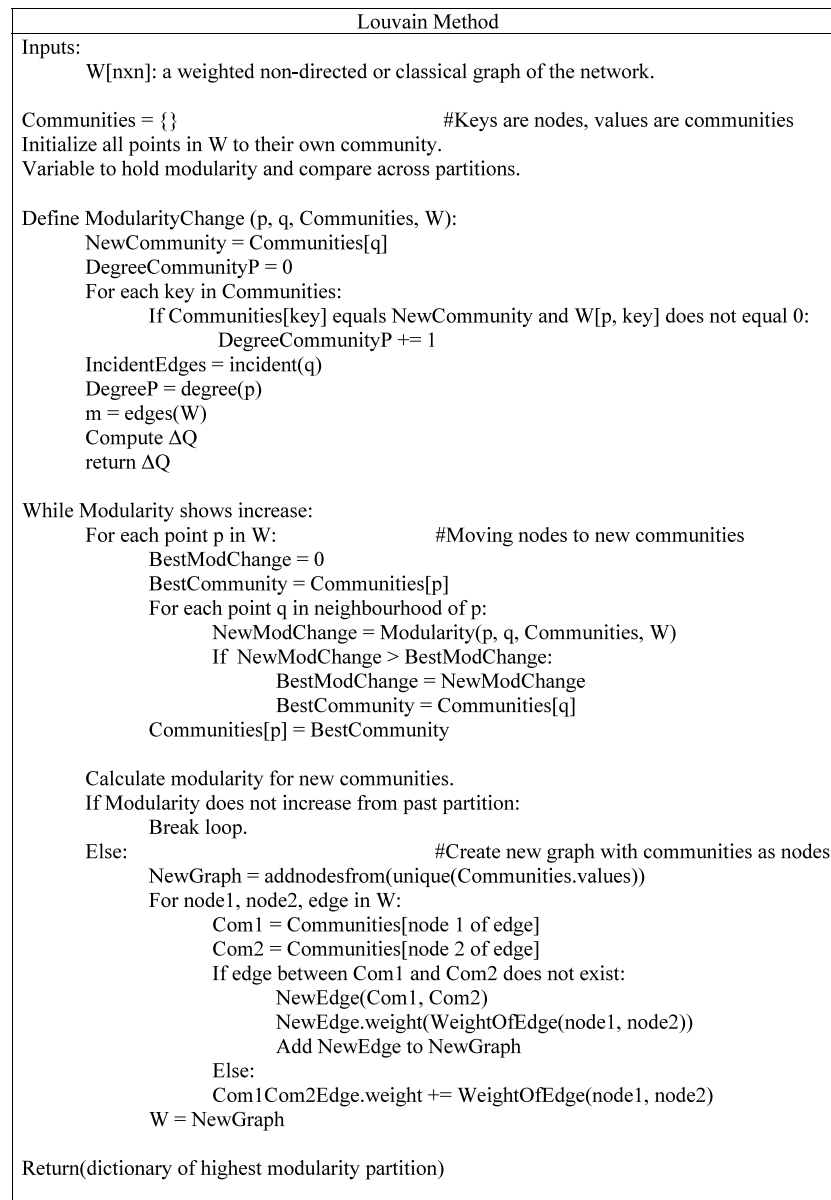 Louvain Method
Inputs:
W[nxn]: a weighted non-directed or classical graph of the network.
Communities = {} #Keys are nodes, values are communities
Initialize all points in W to their own community.
Variable to hold modularity and compare across partitions.
Define ModularityChange (p, q, Communities, W):
NewCommunity = Communities[q]
DegreeCommunityP = 0
For each key in Communities:
If Communities[key] equals NewCommunity and W[p, key] does not equal 0:
DegreeCommunityP += 1
IncidentEdges = incident(q)
DegreeP = degree(p)
m = edges(W)
Compute ΔQ
return ΔQ
While Modularity shows increase:
For each point p in W: #Moving nodes to new communities
BestModChange = 0
BestCommunity = Communities[p]
For each point q in neighbourhood of p:
NewModChange = Modularity(p, q, Communities, W)
If NewModChange > BestModChange:
BestModChange = NewModChange
BestCommunity = Communities[q]
Communities[p] = BestCommunity
Calculate modularity for new communities.
If Modularity does not increase from past partition:
Break loop.
Else: #Create new graph with communities as nodes
NewGraph = addnodesfrom(unique(Communities.values))
For node1, node2, edge in W:
Com1 = Communities[node 1 of edge]
Com2 = Communities[node 2 of edge]
If edge between Com1 and Com2 does not exist:
NewEdge(Com1, Com2)
NewEdge.weight(WeightOfEdge(node1, node2))
Add NewEdge to NewGraph
Else:
Com1Com2Edge.weight += WeightOfEdge(node1, node2)
W = NewGraph
Return(dictionary of highest modularity partition)